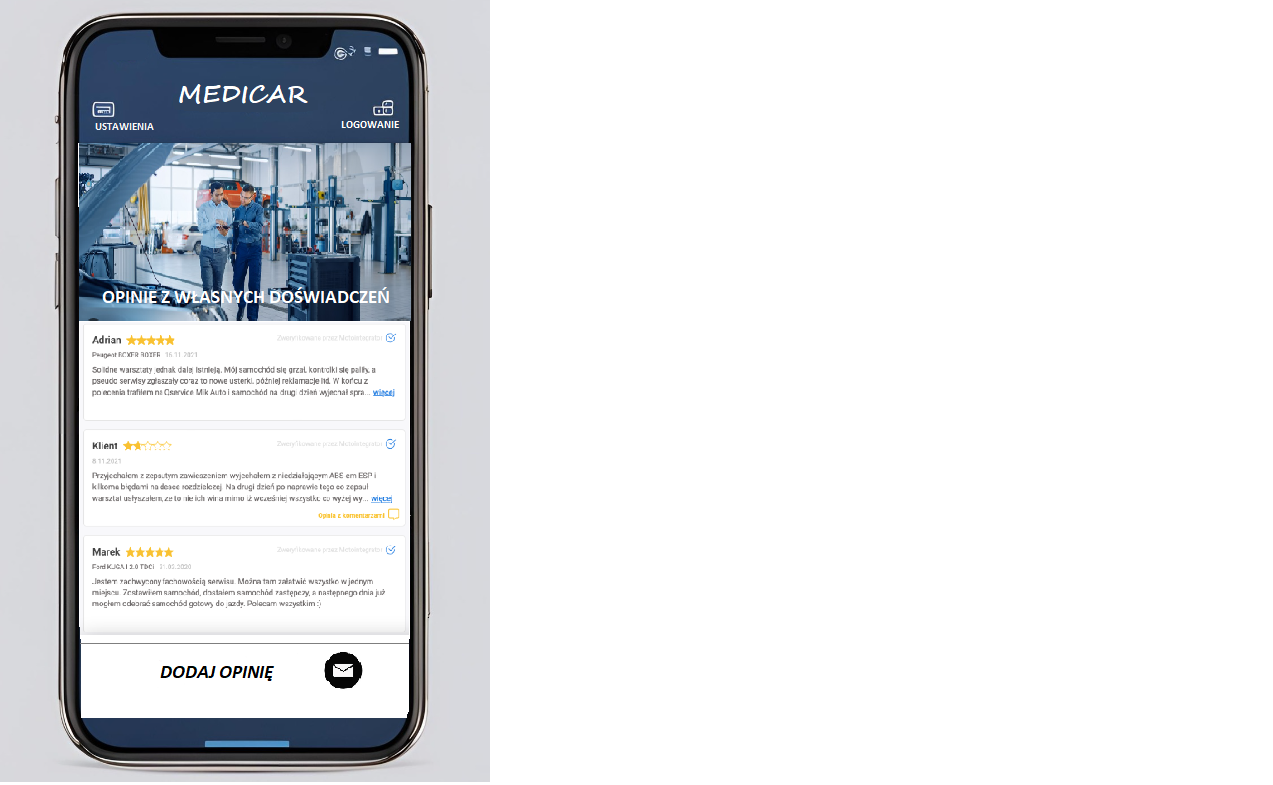 MEDICAR
USTAWIENIA
LOGOWANIE
OPINIE Z WŁASNYCH DOŚWIADCZEŃ
Adrian
Zweryfikowane przez Motointegrator
Peugeot BOXER BOXER 16.11.2021
Solidne warsztaty jednak dalej istnieją. Mój samochód się grzał, kontrolki się paliły, a
pseudo serwisy zgłaszały coraz to nowe usterki, później reklamacje itd. W końcu z
polecenia trafiłem na Qservice Mik Auto i samochód na drugi dzień wyjechał spra... więcej
Klient
Zweryfikowane przez Motointegrator
8.11.2021
Przyjechałem z zepsutym zawieszeniem wyjechałem z niedziałającym ABS-em ESP i
kilkoma błędami na desce rozdzielczej. Na drugi dzień po naprawie tego co zepsuł
warsztat usłyszałem, że to nie ich wina mimo iż wcześniej wszystko co wyżej wy... więcej
Opinia z komentarzami
Marek
Zweryfikowane przez Motointegrator
Ford KUGA I 2.0 TDCi 21.03.2020
Jestem zachwycony fachowością serwisu. Można tam załatwić wszystko w jednym
miejscu. Zostawiłem samochód, dostałem samochód zastępczy, a następnego dnia już
mogłem odebrać samochód gotowy do jazdy. Polecam wszystkim :)
DODAJ OPINIĘ